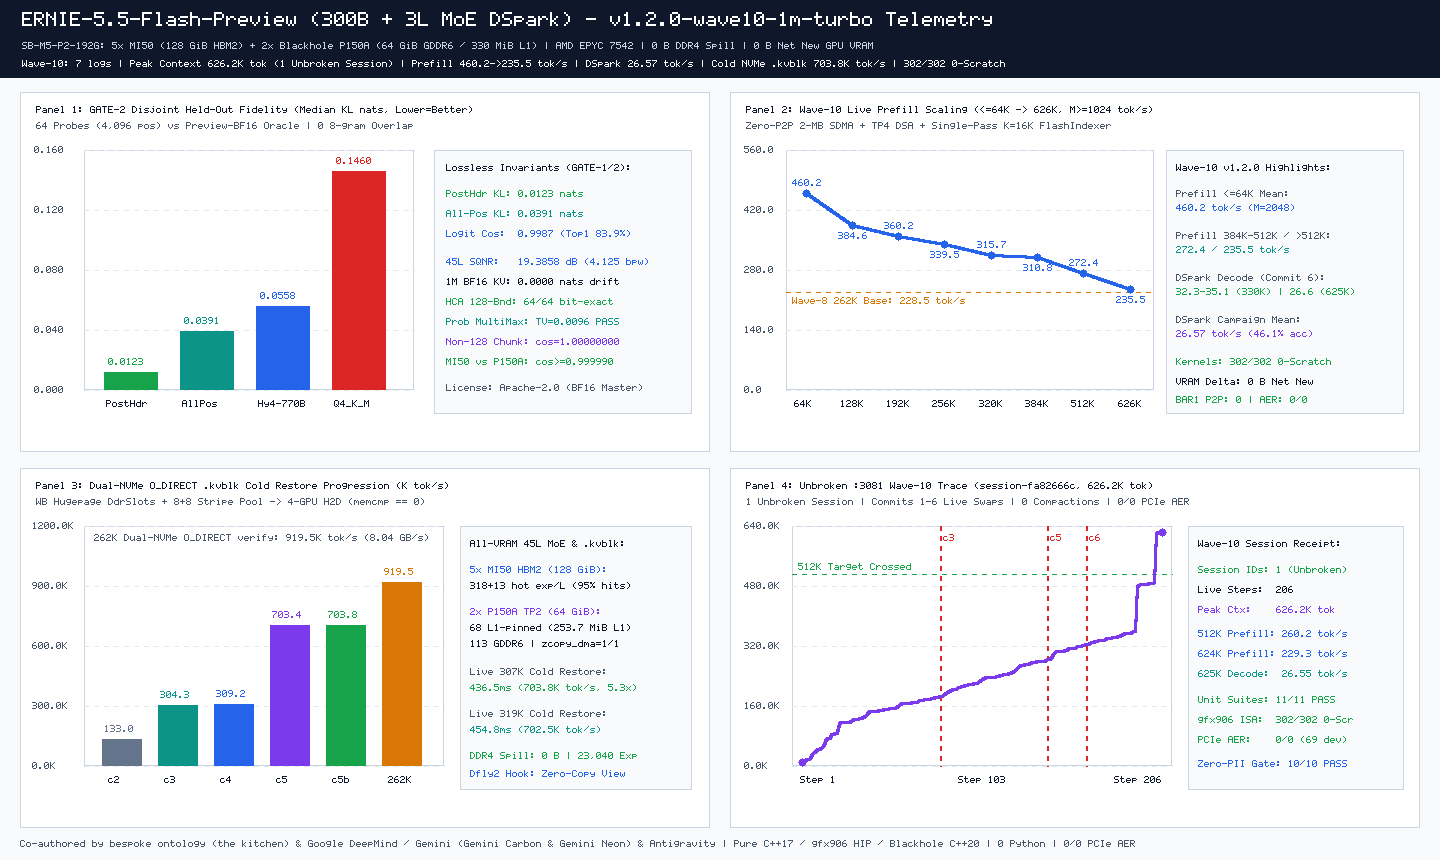 ERNIE-5.5-Flash-Preview (300B + 3L MoE DSpark) - v1.2.0-wave10-1m-turbo Telemetry
SB-M5-P2-192G: 5x MI50 (128 GiB HBM2) + 2x Blackhole P150A (64 GiB GDDR6 / 330 MiB L1) | AMD EPYC 7542 | 0 B DDR4 Spill | 0 B Net New GPU VRAM
Wave-10: 7 logs | Peak Context 626.2K tok (1 Unbroken Session) | Prefill 460.2->235.5 tok/s | DSpark 26.57 tok/s | Cold NVMe .kvblk 703.8K tok/s | 302/302 0-Scratch
Panel 1: GATE-2 Disjoint Held-Out Fidelity (Median KL nats, Lower=Better)
64 Probes (4,096 pos) vs Preview-BF16 Oracle | 0 8-gram Overlap
0.160
0.120
0.080
0.040
0.000
0.0123
0.0391
0.0558
0.1460
PostHdr
AllPos
Hy4-770B
Q4_K_M
Lossless Invariants (GATE-1/2):
PostHdr KL: 0.0123 nats
All-Pos KL: 0.0391 nats
Logit Cos: 0.9987 (Top1 83.9%)
45L SQNR: 19.3858 dB (4.125 bpw)
1M BF16 KV: 0.0000 nats drift
HCA 128-Bnd: 64/64 bit-exact
Prob MultiMax: TV=0.0096 PASS
Non-128 Chunk: cos=1.00000000
MI50 vs P150A: cos>=0.999990
License: Apache-2.0 (BF16 Master)
Panel 2: Wave-10 Live Prefill Scaling (<=64K -> 626K, M>=1024 tok/s)
Zero-P2P 2-MB SDMA + TP4 DSA + Single-Pass K=16K FlashIndexer
560.0
420.0
280.0
140.0
0.0
460.2
384.6
360.2
339.5
315.7
310.8
272.4
235.5
Wave-8 262K Base: 228.5 tok/s
64K
128K
192K
256K
320K
384K
512K
626K
Wave-10 v1.2.0 Highlights:
Prefill <=64K Mean:
460.2 tok/s (M=2048)
Prefill 384K-512K / >512K:
272.4 / 235.5 tok/s
DSpark Decode (Commit 6):
32.3-35.1 (330K) | 26.6 (625K)
DSpark Campaign Mean:
26.57 tok/s (46.1% acc)
Kernels: 302/302 0-Scratch
VRAM Delta: 0 B Net New
BAR1 P2P: 0 | AER: 0/0
Panel 3: Dual-NVMe O_DIRECT .kvblk Cold Restore Progression (K tok/s)
WB Hugepage DdrSlots + 8+8 Stripe Pool -> 4-GPU H2D (memcmp == 0)
1200.0K
900.0K
600.0K
300.0K
0.0K
262K Dual-NVMe O_DIRECT verify: 919.5K tok/s (8.04 GB/s)
133.0
304.3
309.2
703.4
703.8
919.5
c2
c3
c4
c5
c5b
262K
All-VRAM 45L MoE & .kvblk:
5x MI50 HBM2 (128 GiB):
318+13 hot exp/L (95% hits)
2x P150A TP2 (64 GiB):
68 L1-pinned (253.7 MiB L1)
113 GDDR6 | zcopy_dma=1/1
Live 307K Cold Restore:
436.5ms (703.8K tok/s, 5.3x)
Live 319K Cold Restore:
454.8ms (702.5K tok/s)
DDR4 Spill: 0 B | 23,040 Exp
Dfly2 Hook: Zero-Copy View
Panel 4: Unbroken :3081 Wave-10 Trace (session-fa82666c, 626.2K tok)
1 Unbroken Session | Commits 1-6 Live Swaps | 0 Compactions | 0/0 PCIe AER
640.0K
480.0K
320.0K
160.0K
0.0K
c3
c5
c6
512K Target Crossed
Step 1
Step 103
Step 206
Wave-10 Session Receipt:
Session IDs: 1 (Unbroken)
Live Steps: 206
Peak Ctx: 626.2K tok
512K Prefill: 260.2 tok/s
624K Prefill: 229.3 tok/s
625K Decode: 26.55 tok/s
Unit Suites: 11/11 PASS
gfx906 ISA: 302/302 0-Scr
PCIe AER: 0/0 (69 dev)
Zero-PII Gate: 10/10 PASS
Co-authored by bespoke ontology (the kitchen) & Google DeepMind / Gemini (Gemini Carbon & Gemini Neon) & Antigravity | Pure C++17 / gfx906 HIP / Blackhole C++20 | 0 Python | 0/0 PCIe AER